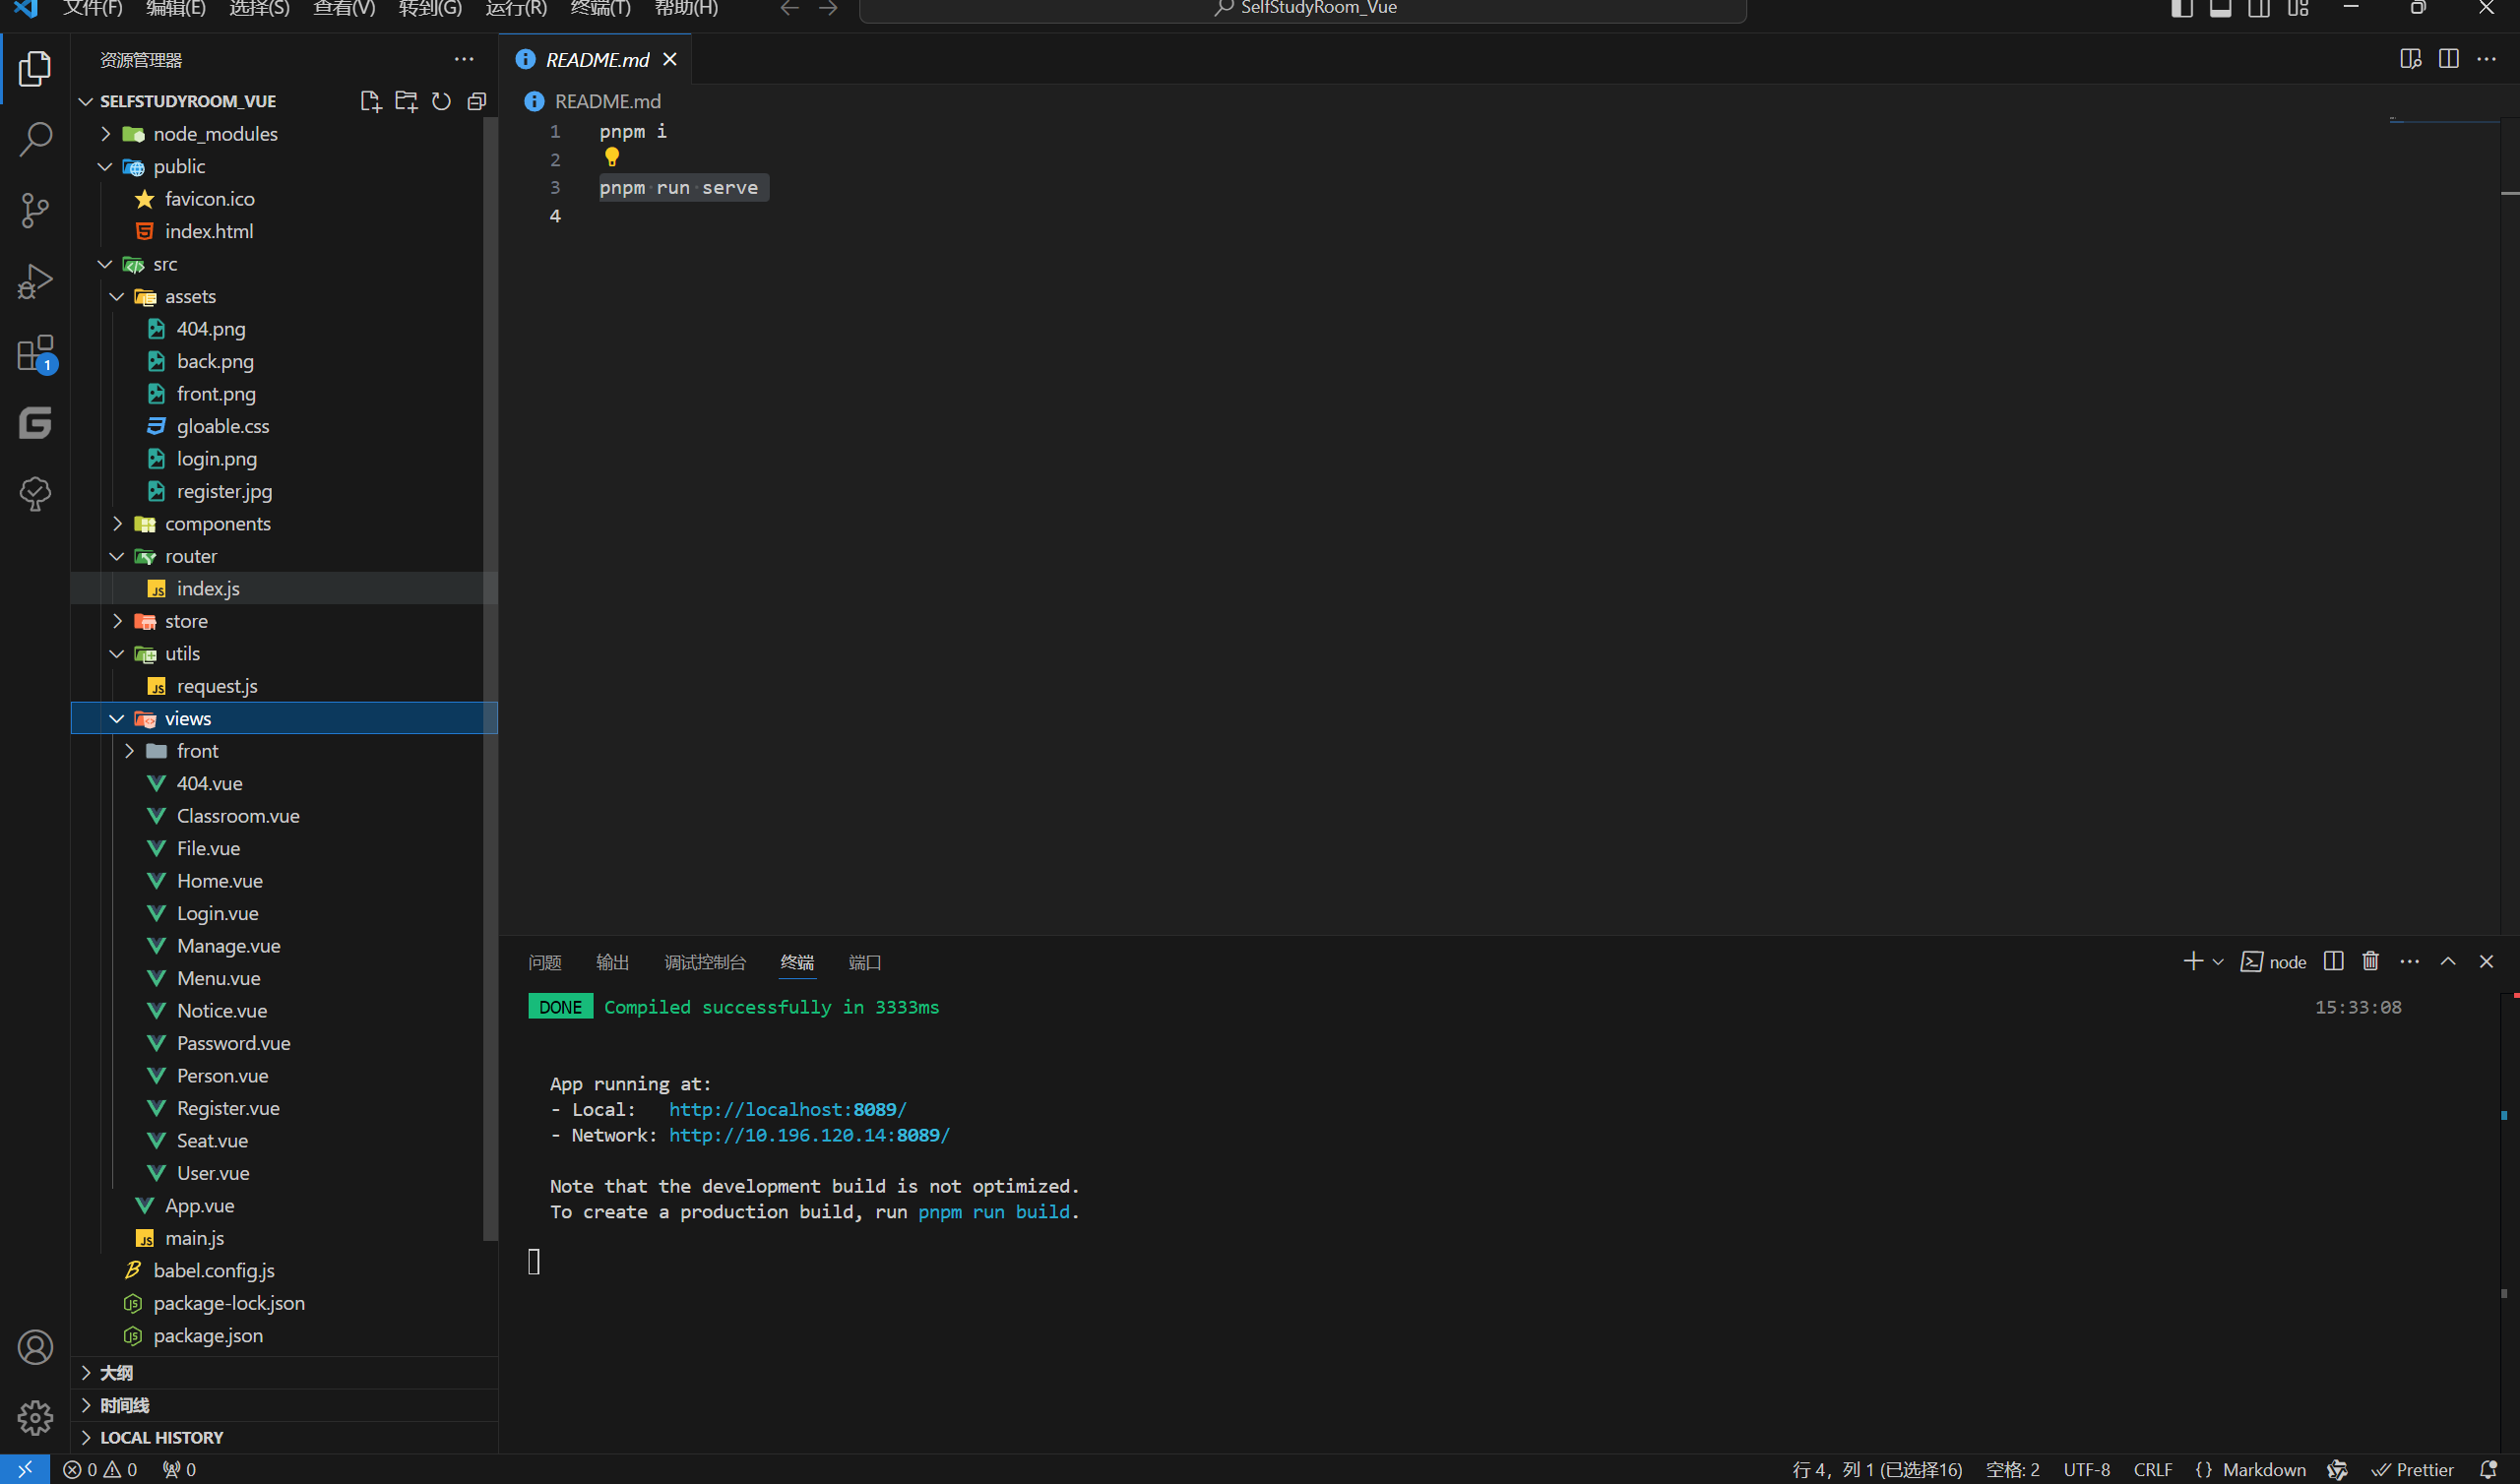 文件(F) 编辑(E) 选择(S) 查看(V) 转到(G) 运行(R) 终端(T) 帮助(H) SelfStudyRoom_Vue
资源管理器
SELFSTUDYROOM_VUE
node_modules
public
favicon.ico
index.html
src
assets
404.png
back.png
front.png
gloable.css
login.png
register.jpg
components
router
index.js
store
utils
request.js
views
front
404.vue
Classroom.vue
File.vue
Home.vue
Login.vue
Manage.vue
Menu.vue
Notice.vue
Password.vue
Person.vue
Register.vue
Seat.vue
User.vue
App.vue
main.js
babel.config.js
package-lock.json
package.json
大纲
时间线
LOCAL HISTORY
1
README.md
README.md
1 pnpm i
2
3 pnpm run serve
4
问题 输出 调试控制台 终端 端口 node
DONE Compiled successfully in 3333ms 15:33:08
App running at:
- Local: http://localhost:8089/
- Network: http://10.196.120.14:8089/
Note that the development build is not optimized.
To create a production build, run pnpm run build.
0 0 0 行 4，列 1 (已选择16) 空格: 2 UTF-8 CRLF {} Markdown Prettier